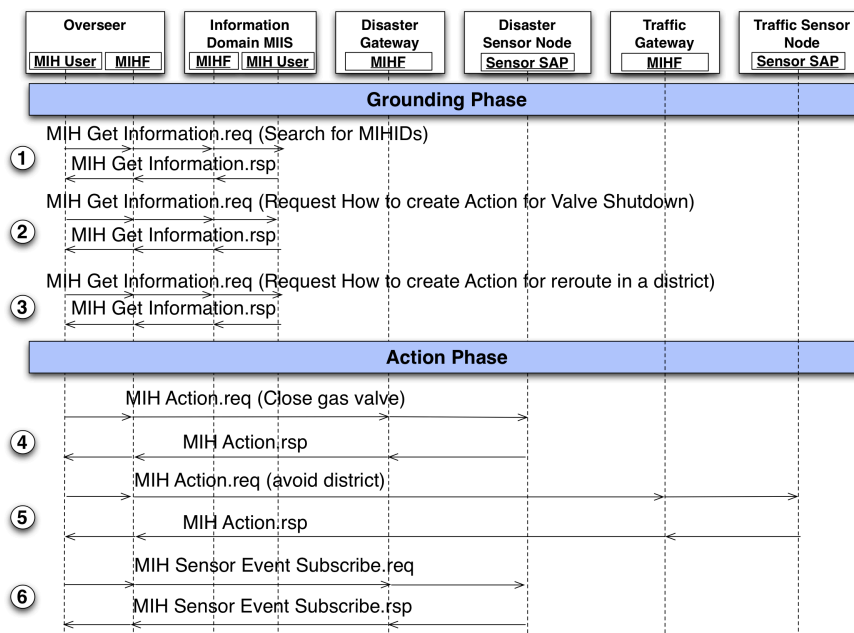 Overseer
MIH User MIHF
Information
Domain MIIS
MIHF MIH User
Disaster
Gateway
MIHF
Disaster
Sensor Node
Sensor SAP
Traffic
Gateway
MIHF
Traffic Sensor
Node
Sensor SAP
Grounding Phase
MIH Get Information.req (Search for MIHIDs)
1
MIH Get Information.rsp
MIH Get Information.req (Request How to create Action for Valve Shutdown)
2
MIH Get Information.rsp
MIH Get Information.req (Request How to create Action for reroute in a district)
3
MIH Get Information.rsp
Action Phase
MIH Action.req (Close gas valve)
4
MIH Action.rsp
MIH Action.req (avoid district)
5
MIH Action.rsp
MIH Sensor Event Subscribe.req
6
MIH Sensor Event Subscribe.rsp